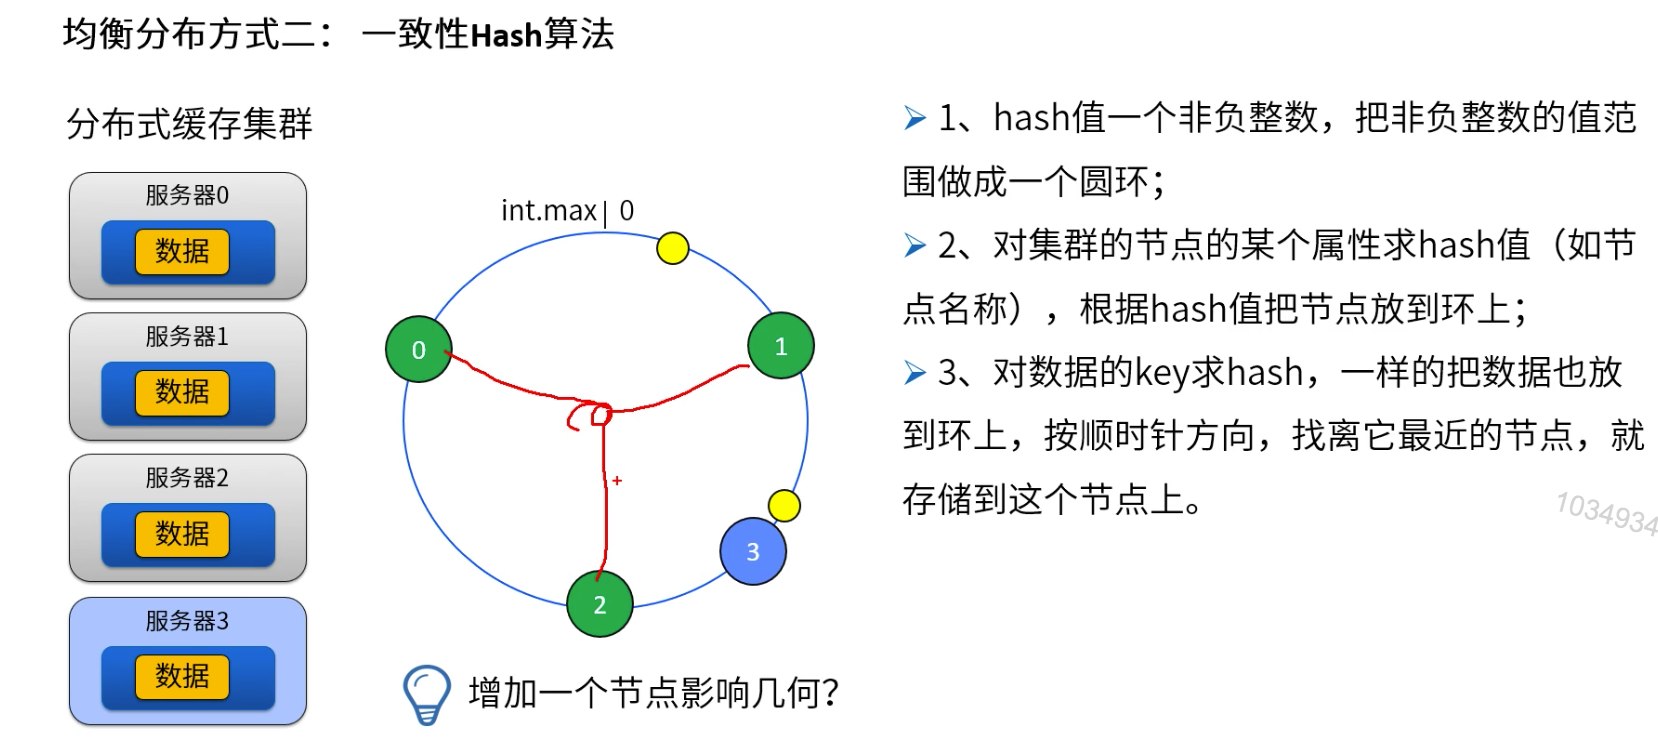 均衡分布方式二： 一致性Hash算法
分布式缓存集群
服务器0
数据
服务器1
数据
服务器2
数据
服务器3
数据
int.max| 0
0
1
3
2
增加一个节点影响几何？
1、hash值一个非负整数，把非负整数的值范
围做成一个圆环；
2、对集群的节点的某个属性求hash值（如节
点名称），根据hash值把节点放到环上；
3、对数据的key求hash，一样的把数据也放
到环上，按顺时针方向，找离它最近的节点，就
存储到这个节点上。
1034934